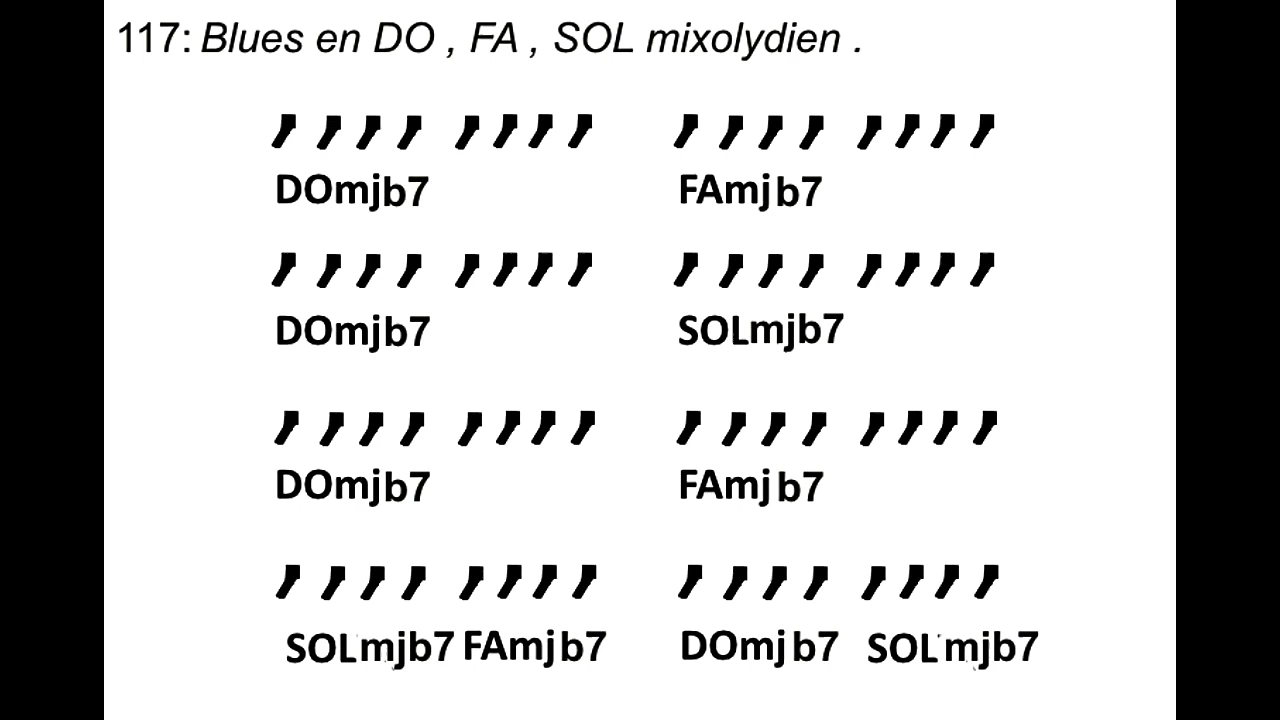 117: Blues en DO , FA , SOL mixolydien .
, , , , , , , , , , , , , , , ,
DOmjb7 FAmjb7
, , , , , , , , , , , , , , , ,
DOmjb7 SOLmjb7
, , , , , , , , , , , , , , , ,
DOmjb7 FAmjb7
, , , , , , , , , , , , , , , ,
SOLmjb7 FAmjb7 DOmjb7 SOLmjb7